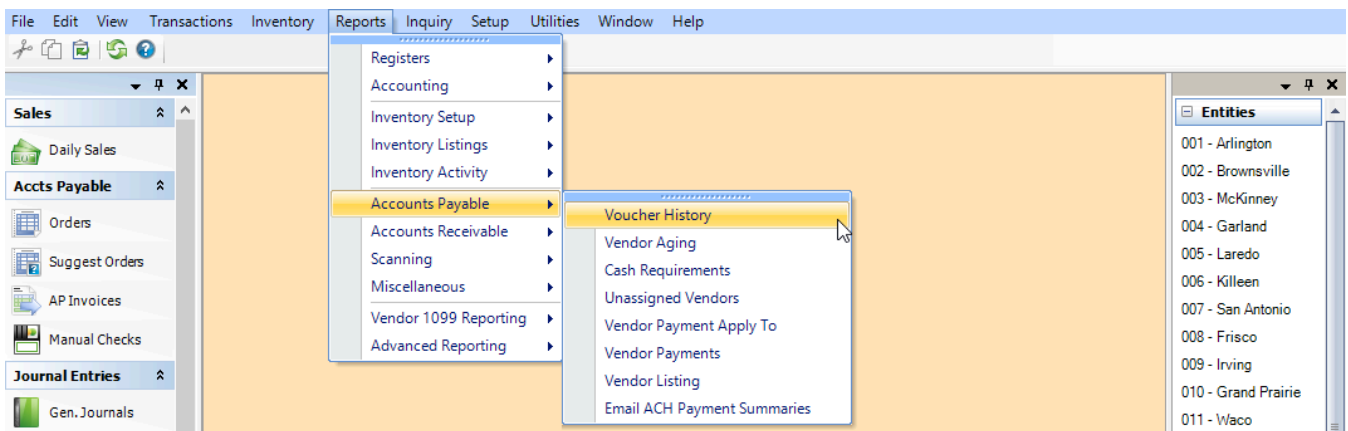 File Edit View Transactions Inventory Reports Inquiry Setup Utilities Window Help
Sales
Daily Sales
Accts Payable
Orders
Suggest Orders
AP Invoices
Manual Checks
Journal Entries
Gen. Journals
Registers
Accounting
Inventory Setup
Inventory Listings
Inventory Activity
Accounts Payable
Accounts Receivable
Scanning
Miscellaneous
Vendor 1099 Reporting
Advanced Reporting
Voucher History
Vendor Aging
Cash Requirements
Unassigned Vendors
Vendor Payment Apply To
Vendor Payments
Vendor Listing
Email ACH Payment Summaries
Entities
001 - Arlington
002 - Brownsville
003 - McKinney
004 - Garland
005 - Laredo
006 - Killeen
007 - San Antonio
008 - Frisco
009 - Irving
010 - Grand Prairie
011 - Waco